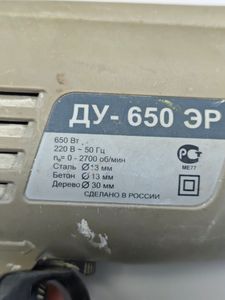 ДУ- 650 ЭР
650 Вт
220 В ~ 50 Гц
n₀= 0 - 2700 об/мин
Сталь Ø 13 мм
Бетон Ø 13 мм
Дерево Ø 30 мм
СДЕЛАНО В РОССИИ
РСТ
МЕ77